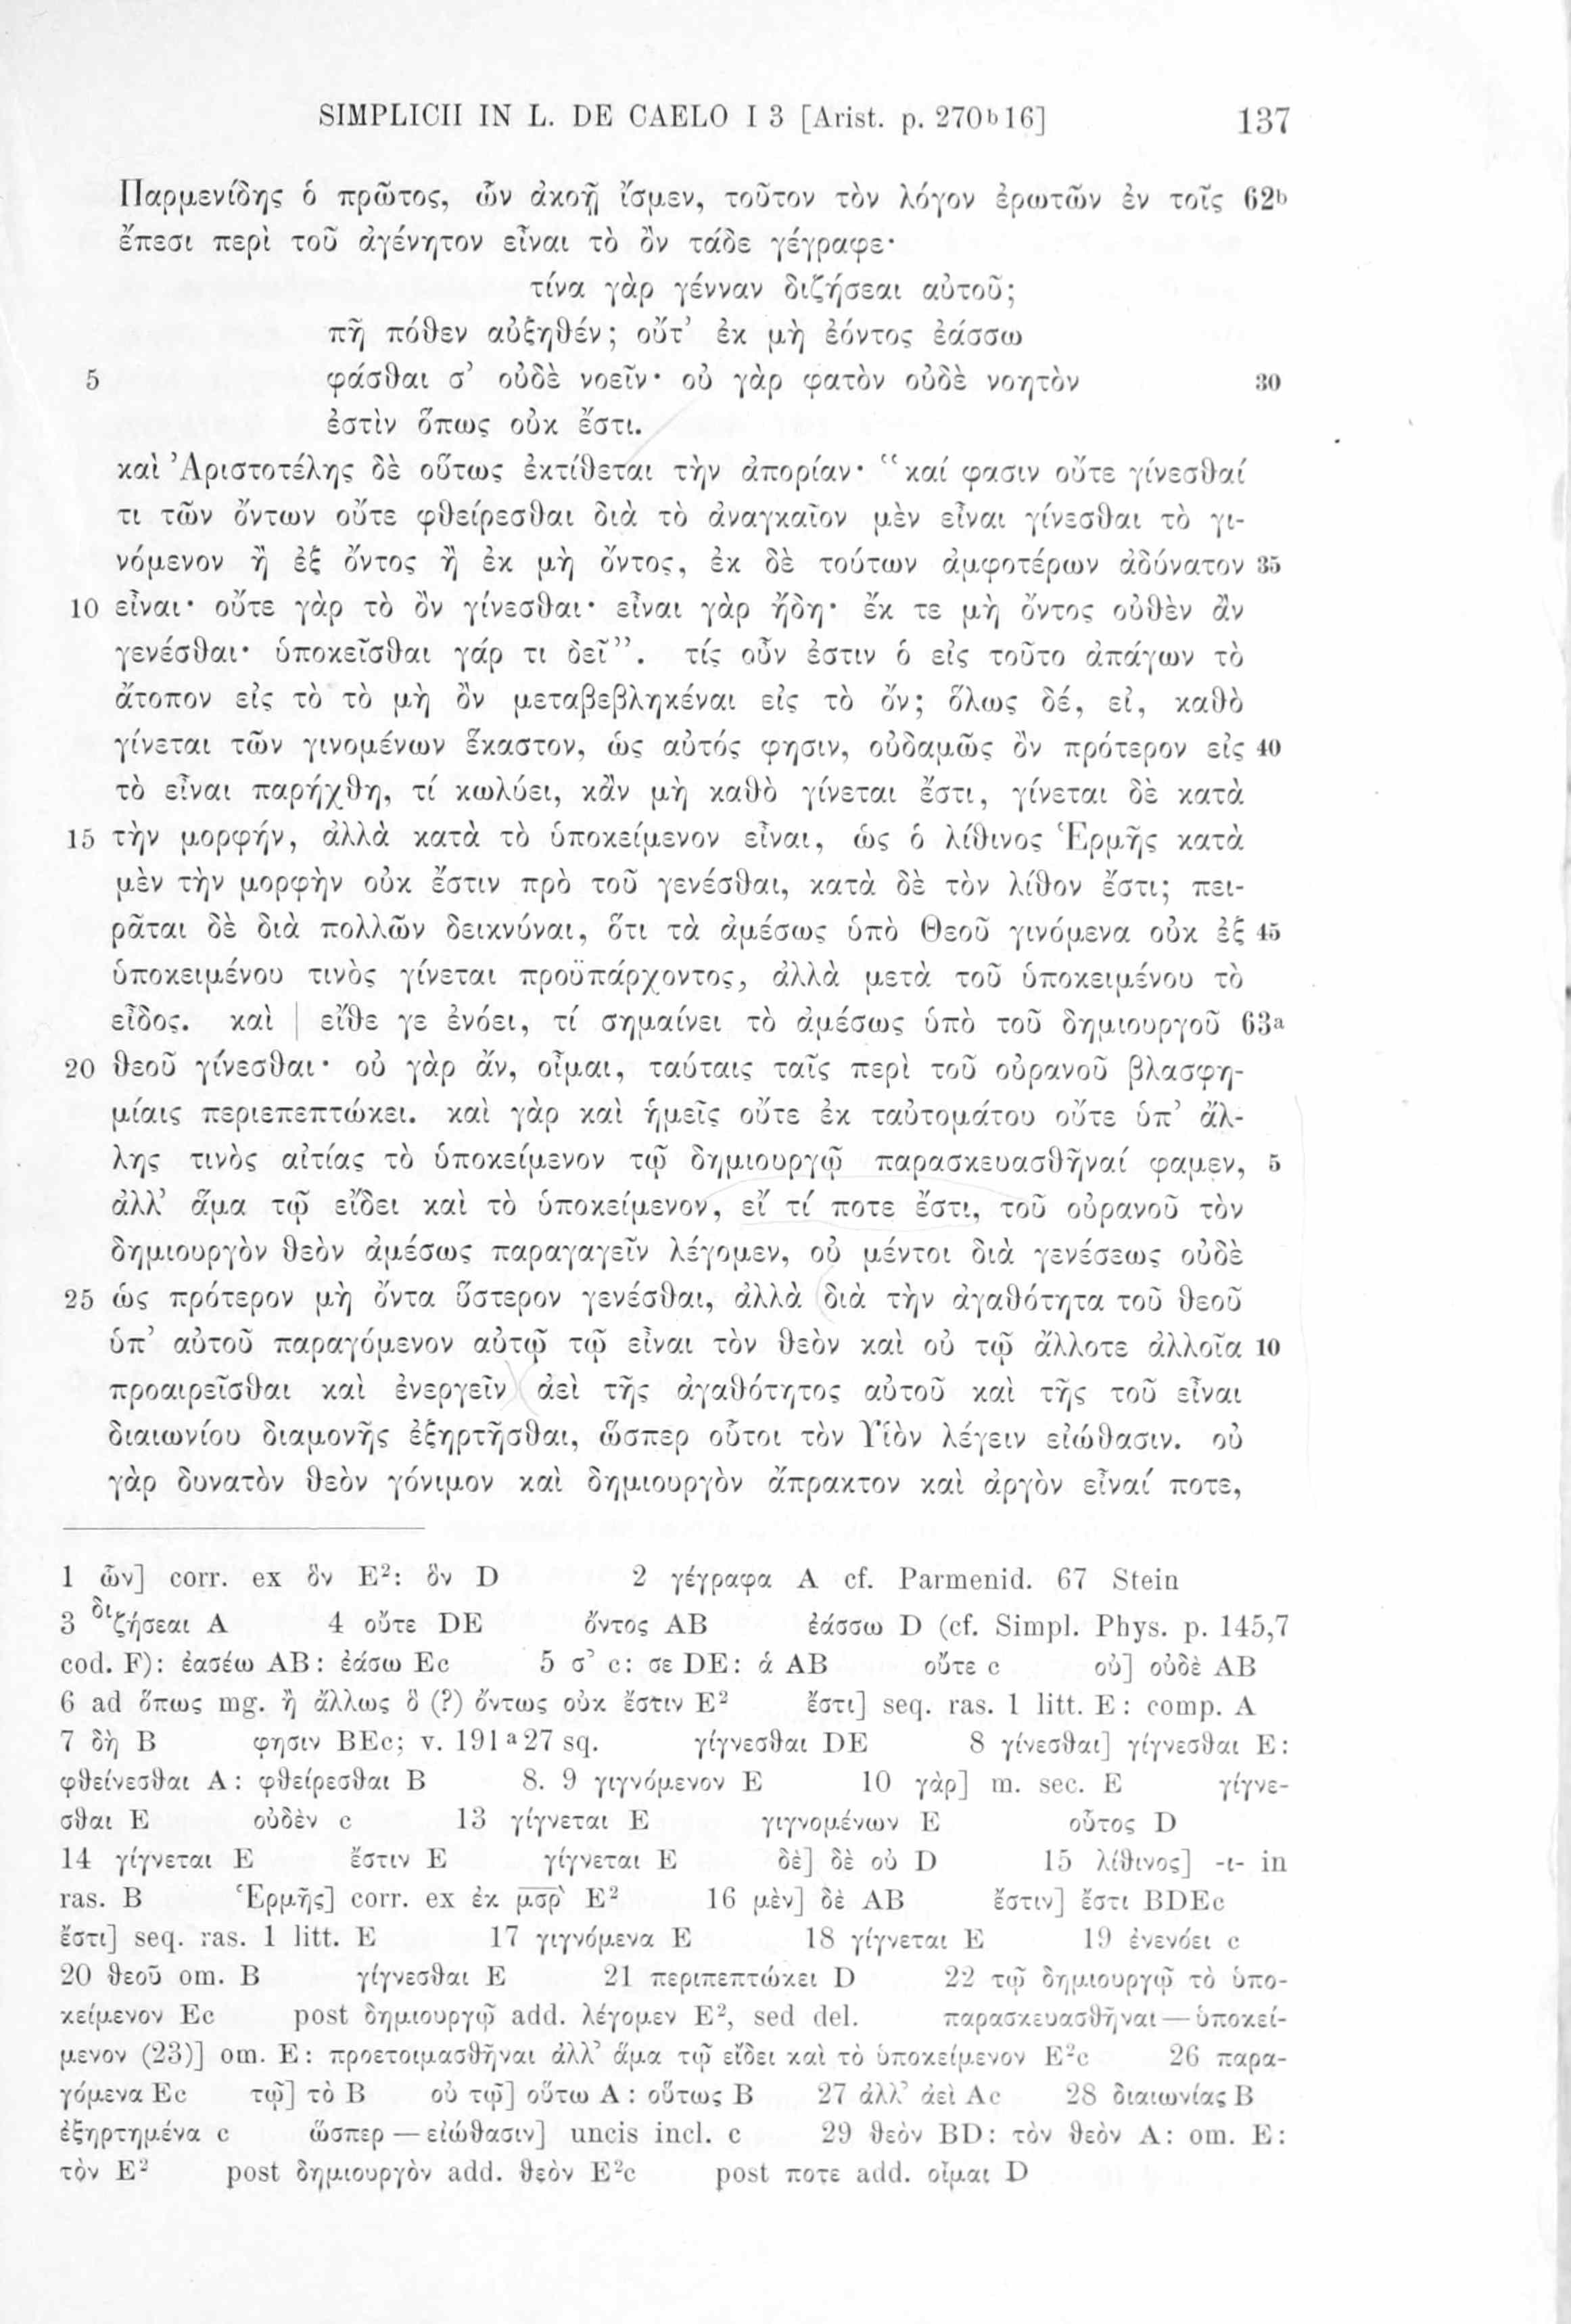 SIMPLICII IN L. DE CAELO I 3 [Arist. p. 270b16] 137
Παρμενίδης ὁ πρῶτος, ὧν ἀκοῇ ἴσμεν, τοῦτον τὸν λόγον ἐρωτῶν ἐν τοῖς 62b
ἔπεσι περὶ τοῦ ἀγένητον εἶναι τὸ ὂν τάδε γέγραφε·
τίνα γὰρ γένναν διζήσεαι αὐτοῦ;
πῆ πόθεν αὐξηθέν; οὔτ’ ἐκ μὴ ἐόντος ἐάσσω
5 φάσθαι σ’ οὐδὲ νοεῖν· οὐ γὰρ φατὸν οὐδὲ νοητὸν 30
ἐστὶν ὅπως οὐκ ἔστι.
καὶ Ἀριστοτέλης δὲ οὕτως ἐκτίθεται τὴν ἀπορίαν· “καί φασιν οὔτε γίνεσθαί
τι τῶν ὄντων οὔτε φθείρεσθαι διὰ τὸ ἀναγκαῖον μὲν εἶναι γίνεσθαι τὸ γι-
νόμενον ἢ ἐξ ὄντος ἢ ἐκ μὴ ὄντος, ἐκ δὲ τούτων ἀμφοτέρων ἀδύνατον 35
10 εἶναι· οὔτε γὰρ τὸ ὂν γίνεσθαι· εἶναι γὰρ ἤδη· ἔκ τε μὴ ὄντος οὐθὲν ἂν
γενέσθαι· ὑποκεῖσθαι γάρ τι δεῖ”. τίς οὖν ἐστιν ὁ εἰς τοῦτο ἀπάγων τὸ
ἄτοπον εἰς τὸ τὸ μὴ ὂν μεταβεβληκέναι εἰς τὸ ὄν; ὅλως δέ, εἰ, καθὸ
γίνεται τῶν γινομένων ἕκαστον, ὡς αὐτός φησιν, οὐδαμῶς ὂν πρότερον εἰς 40
τὸ εἶναι παρήχθη, τί κωλύει, κἂν μὴ καθὸ γίνεται ἔστι, γίνεται δὲ κατὰ
15 τὴν μορφήν, ἀλλὰ κατὰ τὸ ὑποκείμενον εἶναι, ὡς ὁ λίθινος Ἑρμῆς κατὰ
μὲν τὴν μορφὴν οὐκ ἔστιν πρὸ τοῦ γενέσθαι, κατὰ δὲ τὸν λίθον ἔστι; πει-
ρᾶται δὲ διὰ πολλῶν δεικνύναι, ὅτι τὰ ἀμέσως ὑπὸ Θεοῦ γινόμενα οὐκ ἐξ 45
ὑποκειμένου τινὸς γίνεται προϋπάρχοντος, ἀλλὰ μετὰ τοῦ ὑποκειμένου τὸ
εἶδος. καὶ | εἴθε γε ἐνόει, τί σημαίνει τὸ ἀμέσως ὑπὸ τοῦ δημιουργοῦ 63a
20 θεοῦ γίνεσθαι· οὐ γὰρ ἄν, οἶμαι, ταύταις ταῖς περὶ τοῦ οὐρανοῦ βλασφη-
μίαις περιεπεπτώκει. καὶ γὰρ καὶ ἡμεῖς οὔτε ἐκ ταὐτομάτου οὔτε ὑπ’ ἄλ-
λης τινὸς αἰτίας τὸ ὑποκείμενον τῷ δημιουργῷ παρασκευασθῆναί φαμεν, 5
ἀλλ’ ἅμα τῷ εἴδει καὶ τὸ ὑποκείμενον, εἴ τί ποτε ἔστι, τοῦ οὐρανοῦ τὸν
δημιουργὸν θεὸν ἀμέσως παραγαγεῖν λέγομεν, οὐ μέντοι διὰ γενέσεως οὐδὲ
25 ὡς πρότερον μὴ ὄντα ὕστερον γενέσθαι, ἀλλὰ διὰ τὴν ἀγαθότητα τοῦ θεοῦ
ὑπ’ αὐτοῦ παραγόμενον αὐτῷ τῷ εἶναι τὸν θεὸν καὶ οὐ τῷ ἄλλοτε ἀλλοῖα 10
προαιρεῖσθαι καὶ ἐνεργεῖν ἀεὶ τῆς ἀγαθότητος αὐτοῦ καὶ τῆς τοῦ εἶναι
διαιωνίου διαμονῆς ἐξηρτῆσθαι, ὥσπερ οὗτοι τὸν Υἱὸν λέγειν εἰώθασιν. οὐ
γὰρ δυνατὸν θεὸν γόνιμον καὶ δημιουργὸν ἄπρακτον καὶ ἀργὸν εἶναί ποτε,
1 ὧν] corr. ex ὃν E²: ὃν D 2 γέγραφα A cf. Parmenid. 67 Stein
3 διζήσεαι A 4 οὔτε DE ὄντος AB ἐάσσω D (cf. Simpl. Phys. p. 145,7
cod. F): ἐασέω AB: ἐάσω Ec 5 σ’ c: σε DE: ἁ AB οὔτε c οὐ] οὐδὲ AB
6 ad ὅπως mg. ἢ ἄλλως ὃ (?) ὄντως οὐκ ἔστιν E² ἔστι] seq. ras. 1 litt. E: comp. A
7 δὴ B φησιν BEc; v. 191a27 sq. γίγνεσθαι DE 8 γίνεσθαι] γίγνεσθαι E:
φθείνεσθαι A: φθείρεσθαι B 8. 9 γιγνόμενον E 10 γὰρ] m. sec. E γίγνε-
σθαι E οὐδὲν c 13 γίγνεται E γιγνομένων E οὗτος D
14 γίγνεται E ἔστιν E γίγνεται E δὲ] δὲ οὐ D 15 λίθινος] -ι- in
ras. B Ἑρμῆς] corr. ex ἐκ μσρ E² 16 μὲν] δὲ AB ἔστιν] ἔστι BDEc
ἔστι] seq. ras. 1 litt. E 17 γιγνόμενα E 18 γίγνεται E 19 ἐνενόει c
20 θεοῦ om. B γίγνεσθαι E 21 περιπεπτώκει D 22 τῷ δημιουργῷ τὸ ὑπο-
κείμενον Ec post δημιουργῷ add. λέγομεν E², sed del. παρασκευασθῆναι — ὑποκεί-
μενον (23)] om. E: προετοιμασθῆναι ἀλλ’ ἅμα τῷ εἴδει καὶ τὸ ὑποκείμενον E²c 26 παρα-
γόμενα Ec τῷ] τὸ B οὐ τῷ] οὕτω A: οὕτως B 27 ἀλλ’ ἀεὶ Ac 28 διαιωνίας B
ἐξηρτημένα c ὥσπερ — εἰώθασιν] uncis incl. c 29 θεὸν BD: τὸν θεὸν A: om. E:
τὸν E² post δημιουργὸν add. θεὸν E²c post ποτε add. οἶμαι D